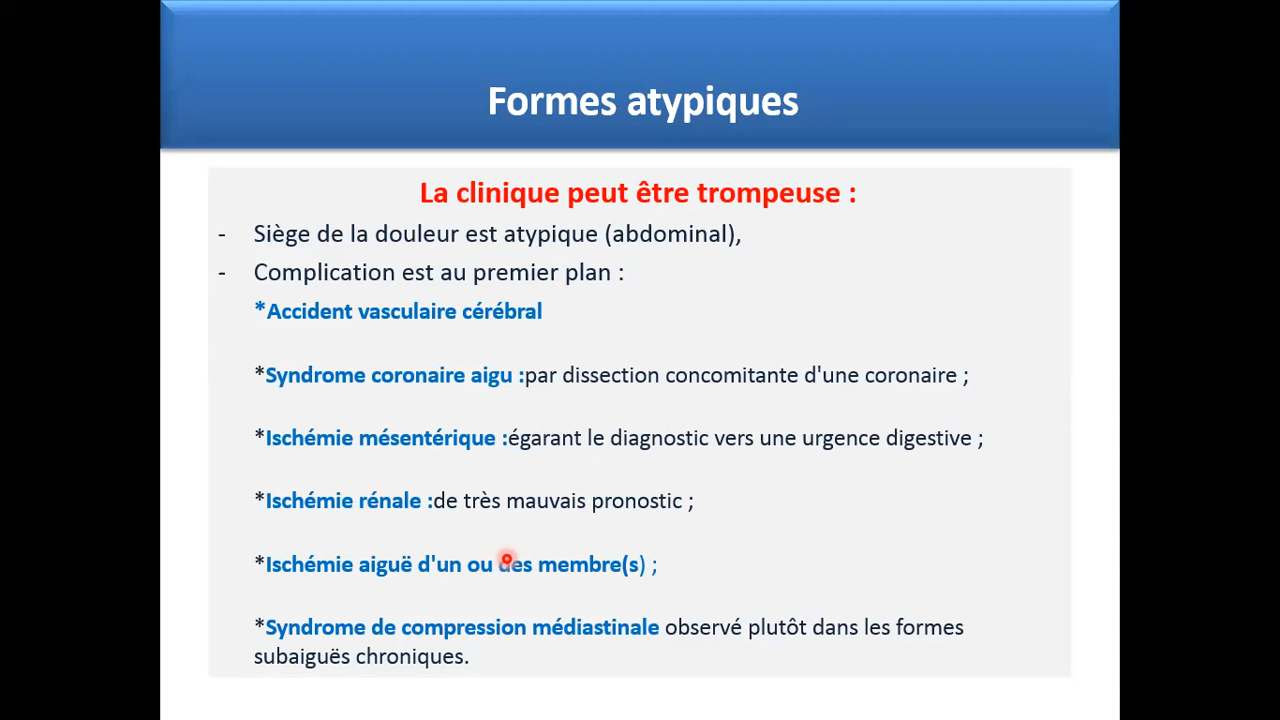 Formes atypiques
La clinique peut être trompeuse :
- Siège de la douleur est atypique (abdominal),
- Complication est au premier plan :
*Accident vasculaire cérébral
*Syndrome coronaire aigu :par dissection concomitante d'une coronaire ;
*Ischémie mésentérique :égarant le diagnostic vers une urgence digestive ;
*Ischémie rénale :de très mauvais pronostic ;
*Ischémie aiguë d'un ou des membre(s) ;
*Syndrome de compression médiastinale observé plutôt dans les formes
subaiguës chroniques.